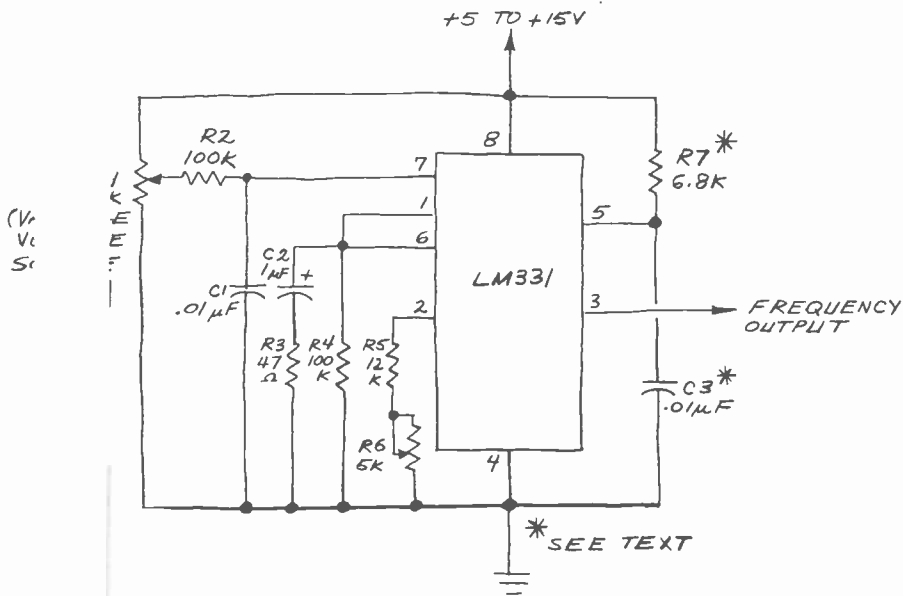 +5 TO +15V
R2
100K
8
R7*
6.8K
7
1
K
E
E
(V
V
S
1
6
5
C2
1µF +
LM331
C1
.01µF
2
3
FREQUENCY
OUTPUT
R3
47
Ω
R4
100
K
R5
12
K
C3*
.01µF
R6
5K
4
*SEE TEXT